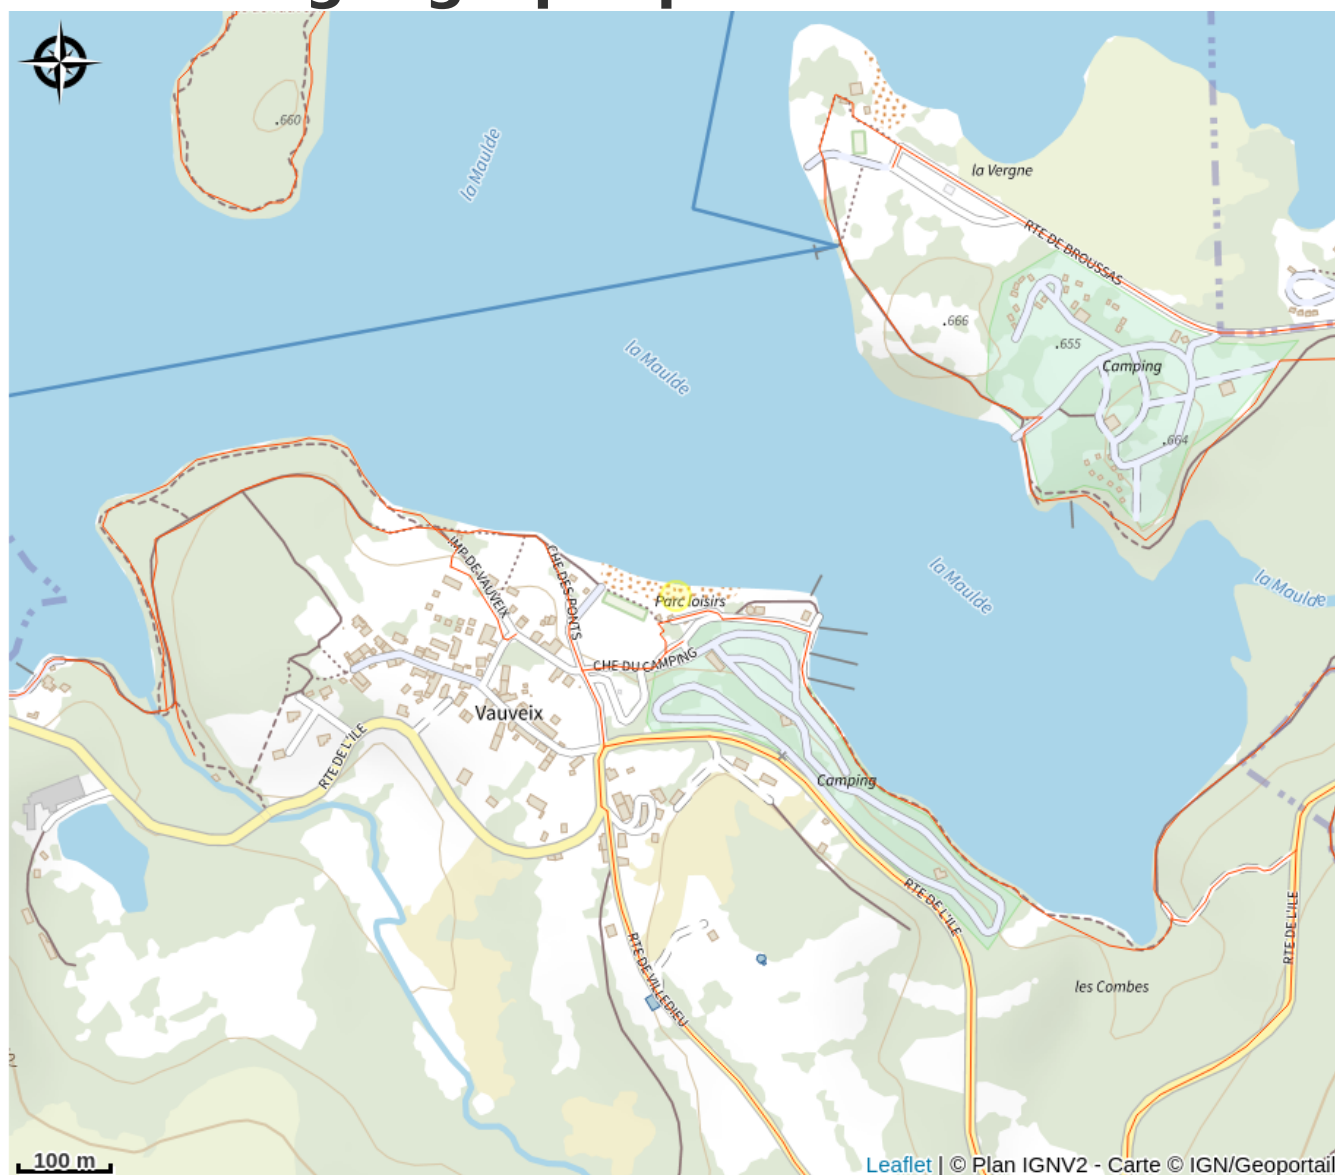 .660
la Maulde
la Vergne
RTE DE BROUSSAS
.666
.655
la Maulde
Camping
.664
IMP-DE-VAUVEIX
CHE DES PONTS
la Maulde
la Maulde
Parc loisirs
CHE DU CAMPING
Vauveix
RTE DE L'ILE
Camping
RTE DE L'ILE
RTE DE L'ILE
RTE DE VILLEDIEU
les Combes
100 m
Leaflet | © Plan IGNV2 - Carte © IGN/Geoportail